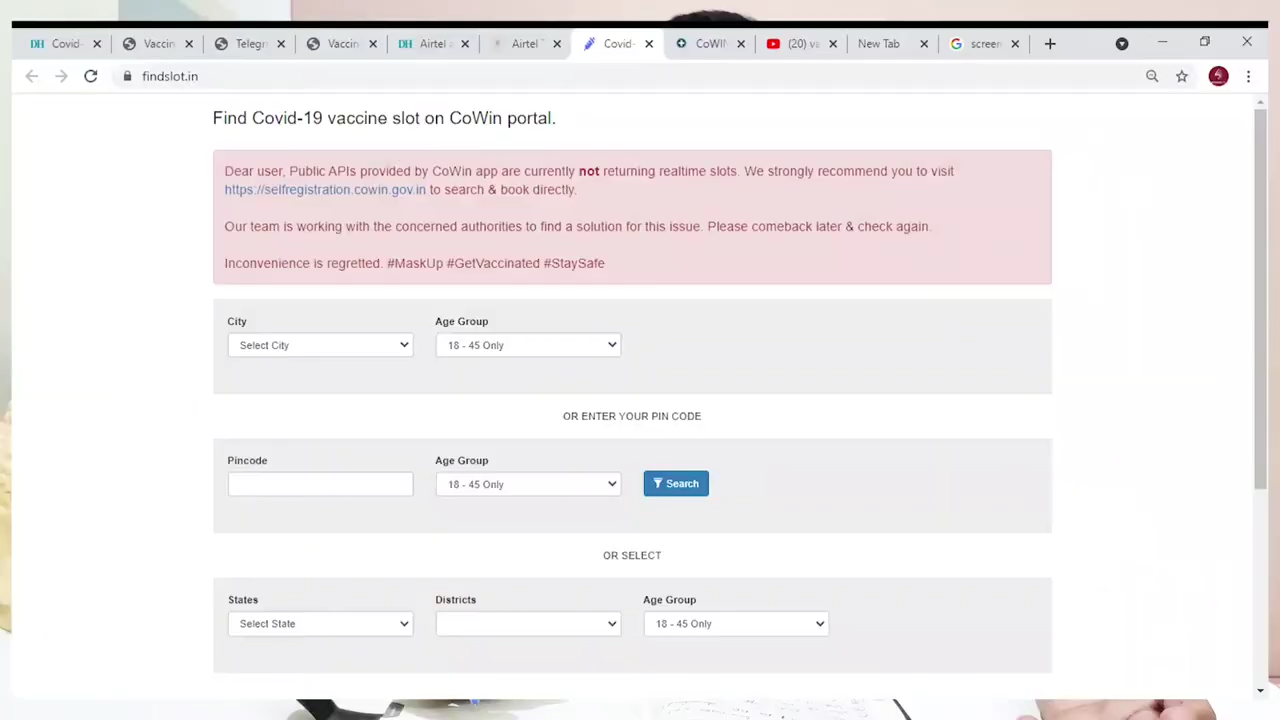 Covid-
Vaccin
Telegr
Vaccin
DH Airtel a
Airtel
Covid-
CoWIN
(20) va
New Tab
screer
findslot.in
Find Covid-19 vaccine slot on CoWin portal.
Dear user, Public APIs provided by CoWin app are currently not returning realtime slots. We strongly recommend you to visit
https://selfregistration.cowin.gov.in to search & book directly.
Our team is working with the concerned authorities to find a solution for this issue. Please comeback later & check again.
Inconvenience is regretted. #MaskUp #GetVaccinated #StaySafe
City Age Group
Select City 18 - 45 Only
OR ENTER YOUR PIN CODE
Pincode Age Group
18 - 45 Only Search
OR SELECT
States Districts Age Group
Select State 18 - 45 Only